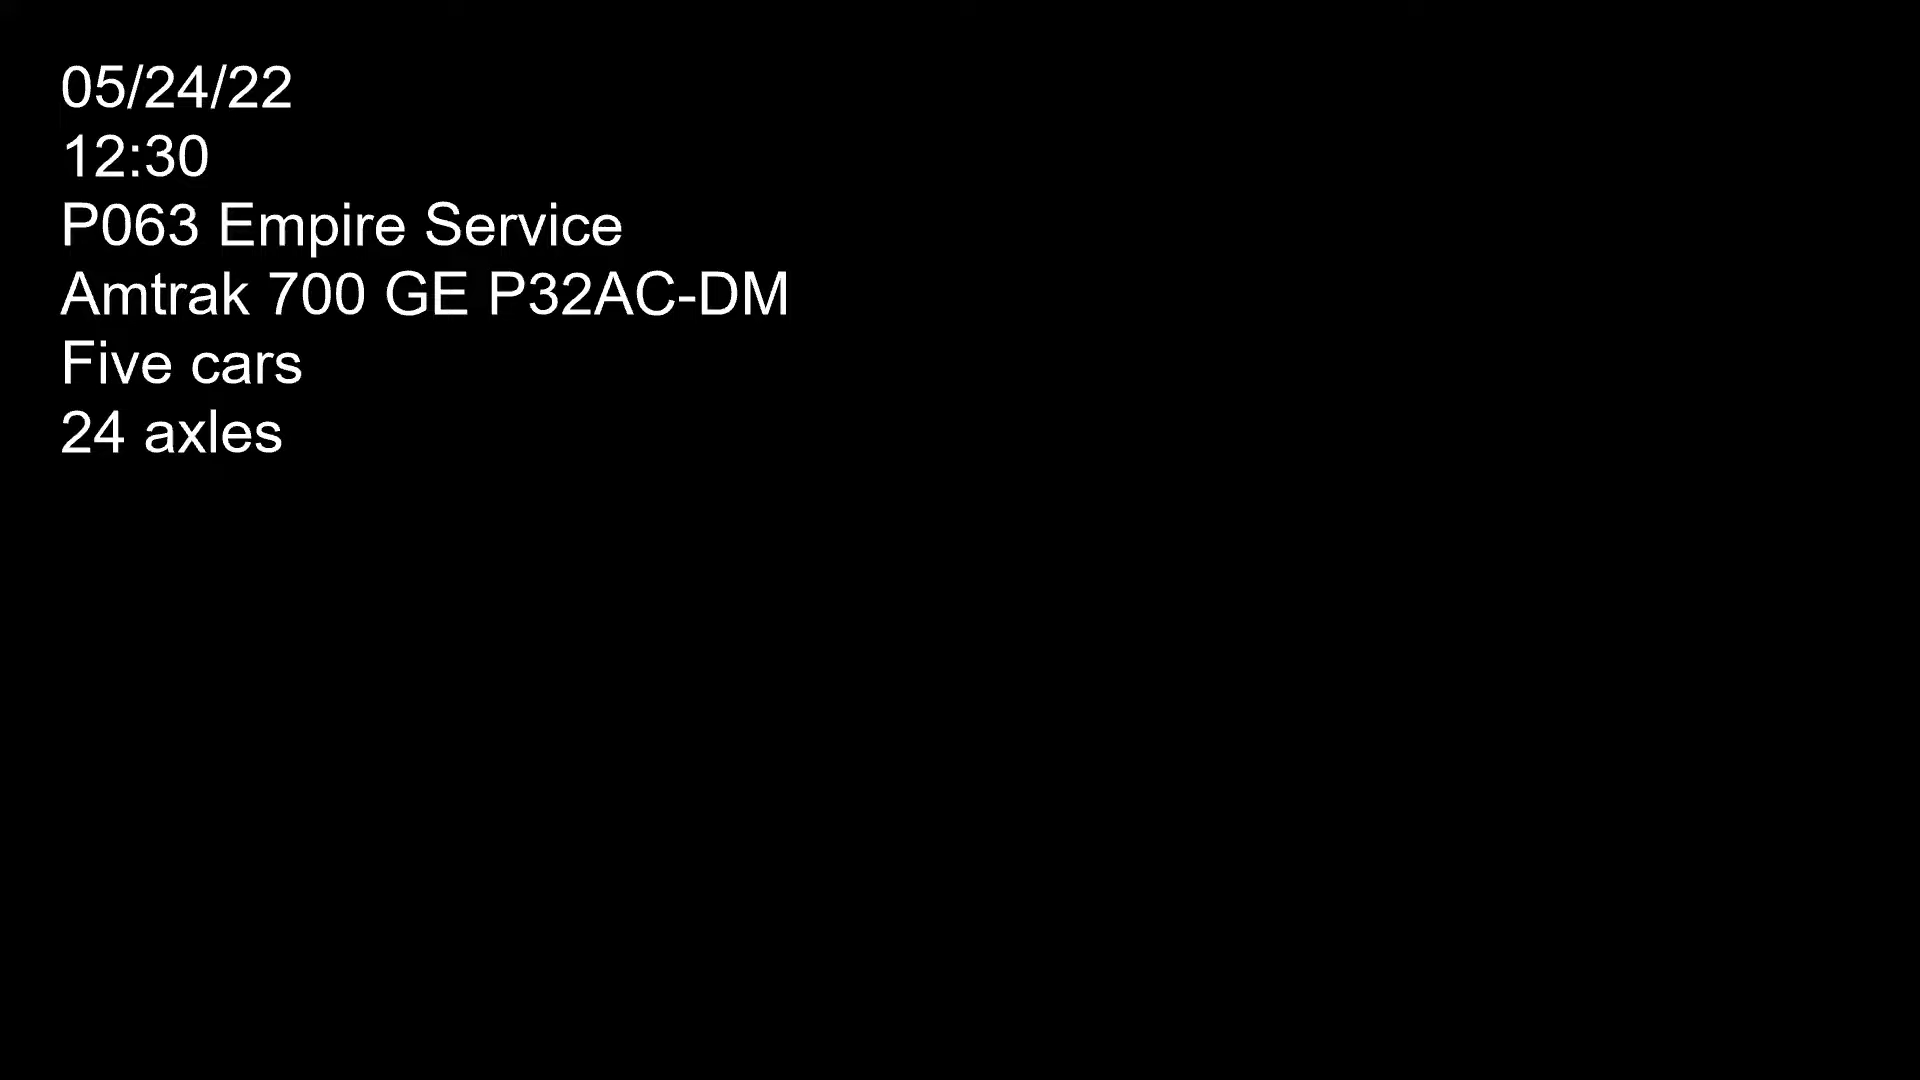 05/24/22
12:30
P063 Empire Service
Amtrak 700 GE P32AC-DM
Five cars
24 axles